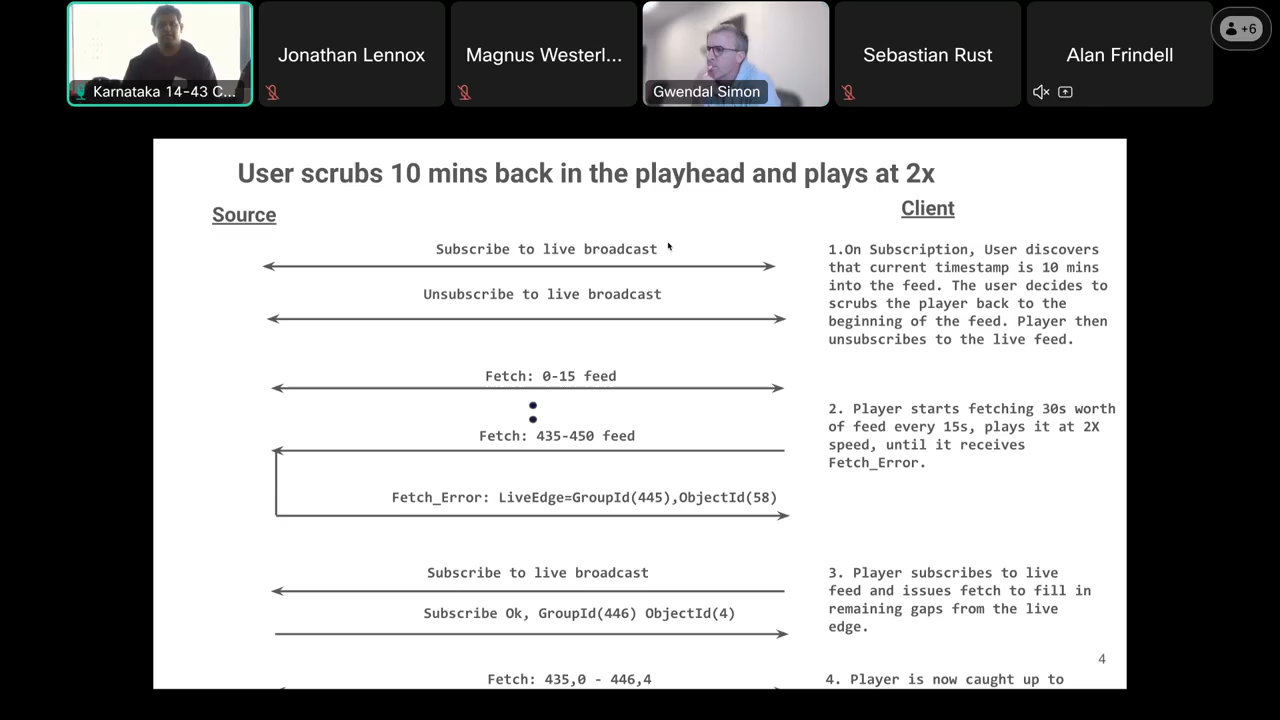 Karnataka 14-43 C...
Jonathan Lennox
Magnus Westerl...
Gwendal Simon
Sebastian Rust
Alan Frindell
+6
User scrubs 10 mins back in the playhead and plays at 2x
Source
Client
Subscribe to live broadcast
Unsubscribe to live broadcast
1.On Subscription, User discovers
that current timestamp is 10 mins
into the feed. The user decides to
scrubs the player back to the
beginning of the feed. Player then
unsubscribes to the live feed.
Fetch: 0-15 feed
Fetch: 435-450 feed
2. Player starts fetching 30s worth
of feed every 15s, plays it at 2X
speed, until it receives
Fetch_Error.
Fetch_Error: LiveEdge=GroupId(445),ObjectId(58)
Subscribe to live broadcast
Subscribe Ok, GroupId(446) ObjectId(4)
3. Player subscribes to live
feed and issues fetch to fill in
remaining gaps from the live
edge.
4
Fetch: 435,0 - 446,4
4. Player is now caught up to